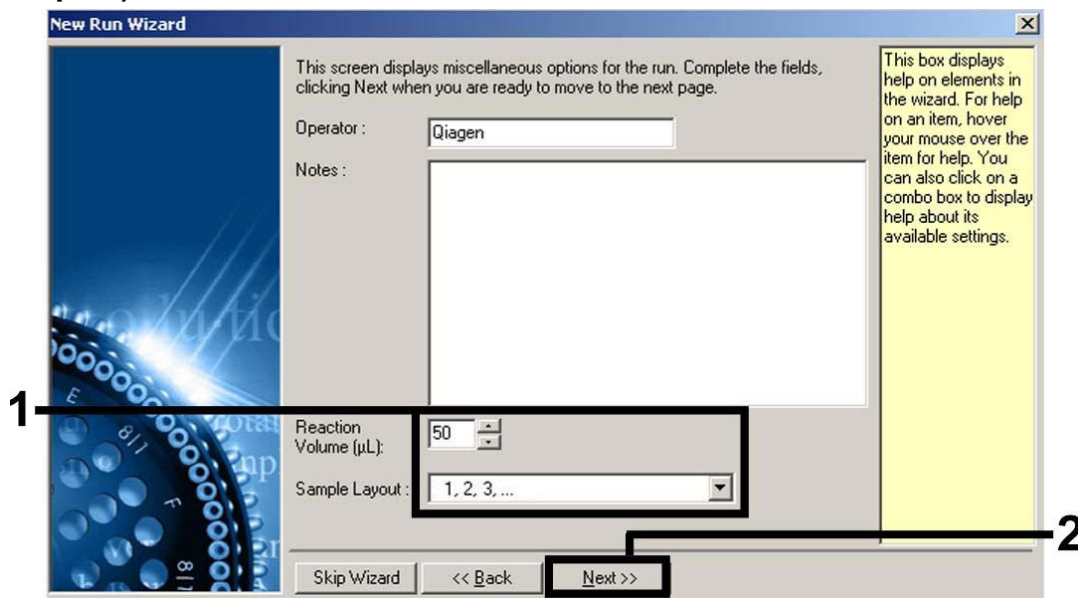 New Run Wizard
This screen displays miscellaneous options for the run. Complete the fields,
clicking Next when you are ready to move to the next page.
Operator :
Qiagen
Notes :
Reaction
Volume (µL):
50
Sample Layout :
1, 2, 3, ...
Skip Wizard
<< Back
Next >>
This box displays
help on elements in
the wizard. For help
on an item, hover
your mouse over the
item for help. You
can also click on a
combo box to display
help about its
available settings.
1
2
E
8/1
F
8/1